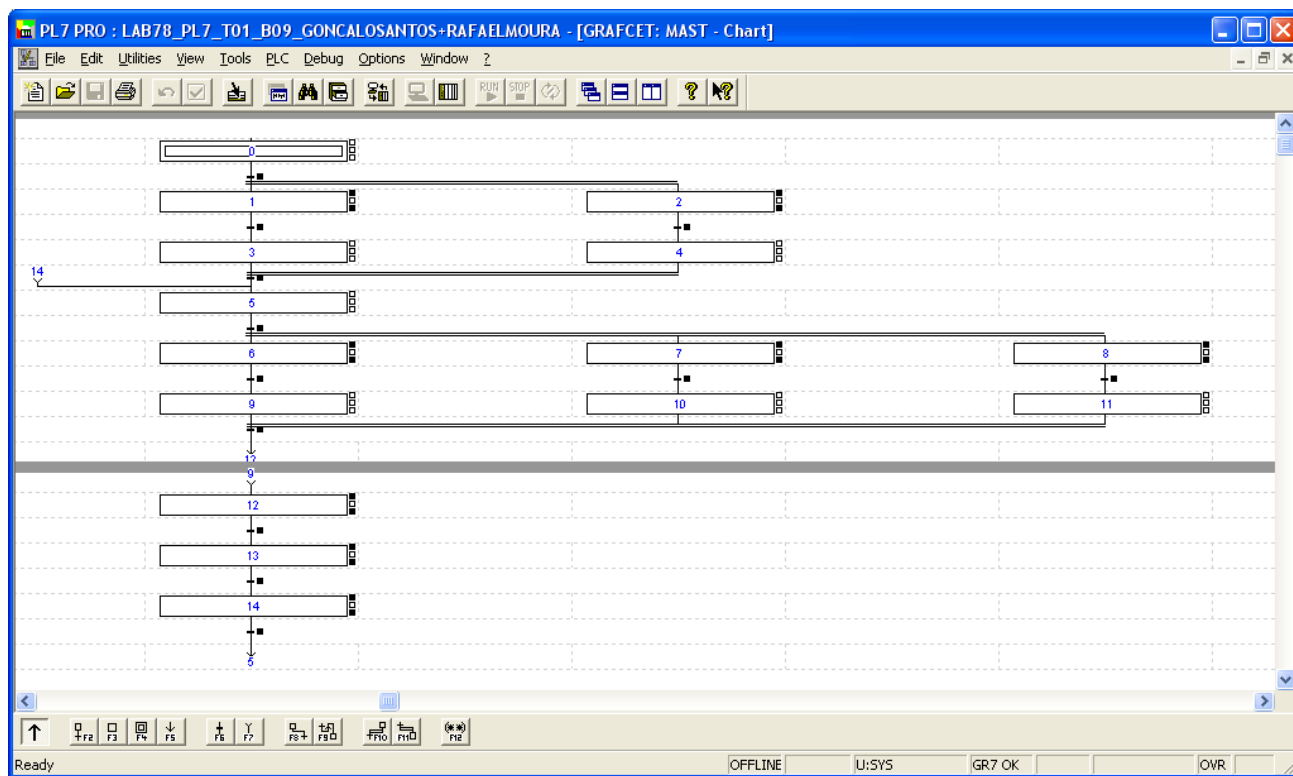 PL7 PRO : LAB78_PL7_T01_B09_GONCALOSANTOS+RAFAELMOURA - [GRAFCET: MAST - Chart]
File Edit Utilities View Tools PLC Debug Options Window ?
RUN STOP
0
1 2
3 4
14
5
6 7 8
9 10 11
12
9
12
13
14
5
F2 F3 F4 F5 F6 F7 F8 F9 F10 F11 F12
Ready OFFLINE U:SYS GR7 OK OVR